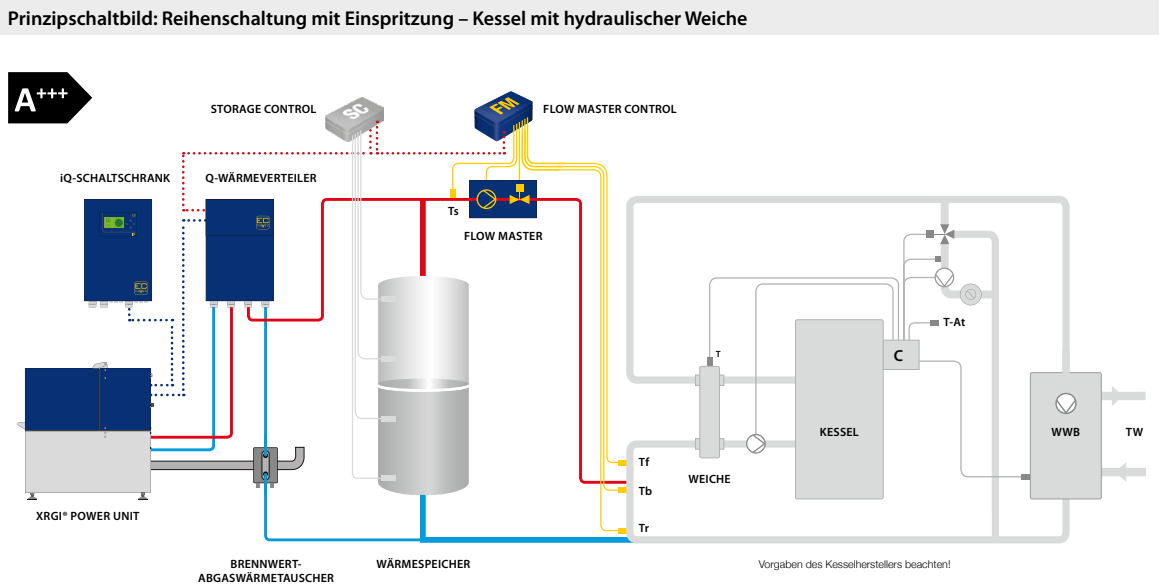 Prinzipschaltbild: Reihenschaltung mit Einspritzung – Kessel mit hydraulischer Weiche
A+++
STORAGE CONTROL
SC
FM
FLOW MASTER CONTROL
iQ-SCHALTSCHRANK
Q-WÄRMEVERTEILER
Ts
FLOW MASTER
EC
EC
T-At
T
C
KESSEL
WWB
TW
Tf
WEICHE
Tb
XRGI® POWER UNIT
Tr
BRENNWERT-
ABGASWÄRMETAUSCHER
WÄRMESPEICHER
Vorgaben des Kesselherstellers beachten!